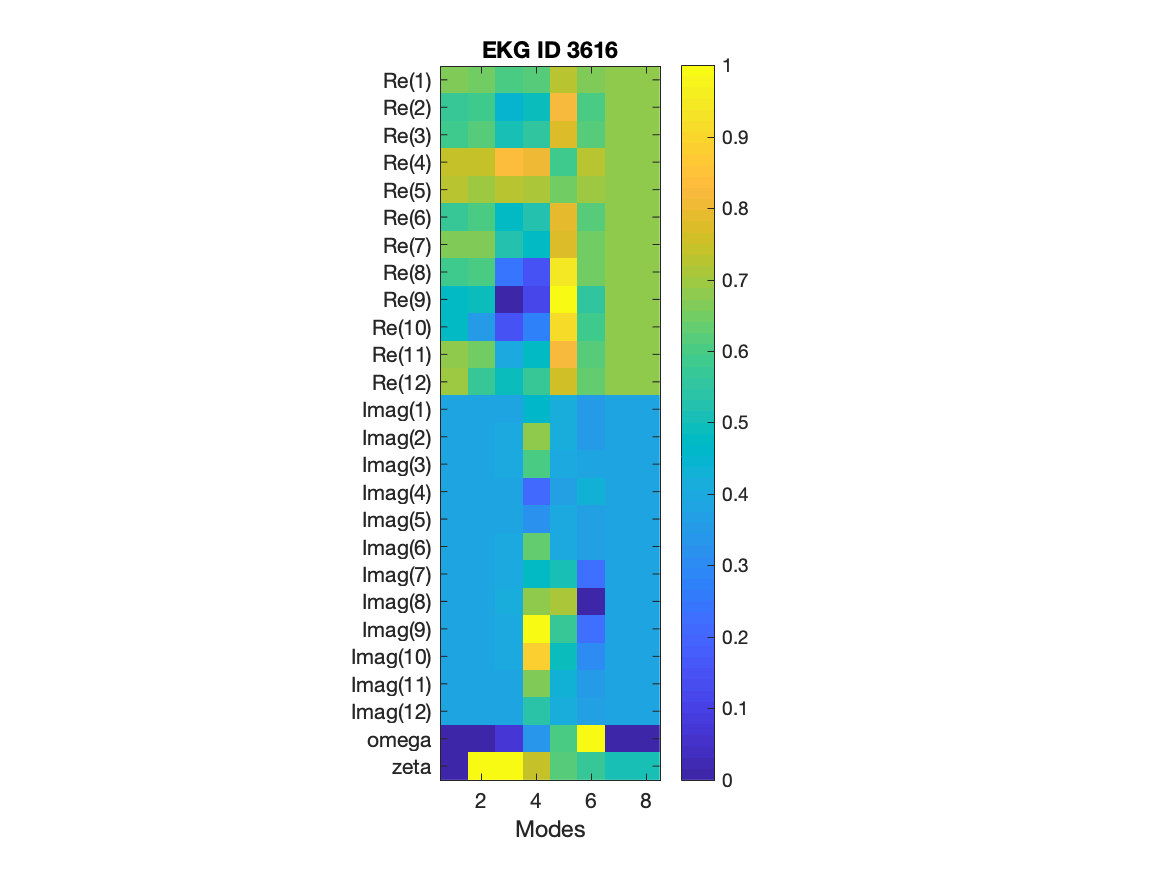 EKG ID 3616
Re(1)
Re(2)
Re(3)
Re(4)
Re(5)
Re(6)
Re(7)
Re(8)
Re(9)
Re(10)
Re(11)
Re(12)
Imag(1)
Imag(2)
Imag(3)
Imag(4)
Imag(5)
Imag(6)
Imag(7)
Imag(8)
Imag(9)
Imag(10)
Imag(11)
Imag(12)
omega
zeta
2 4 6 8
Modes
1
0.9
0.8
0.7
0.6
0.5
0.4
0.3
0.2
0.1
0